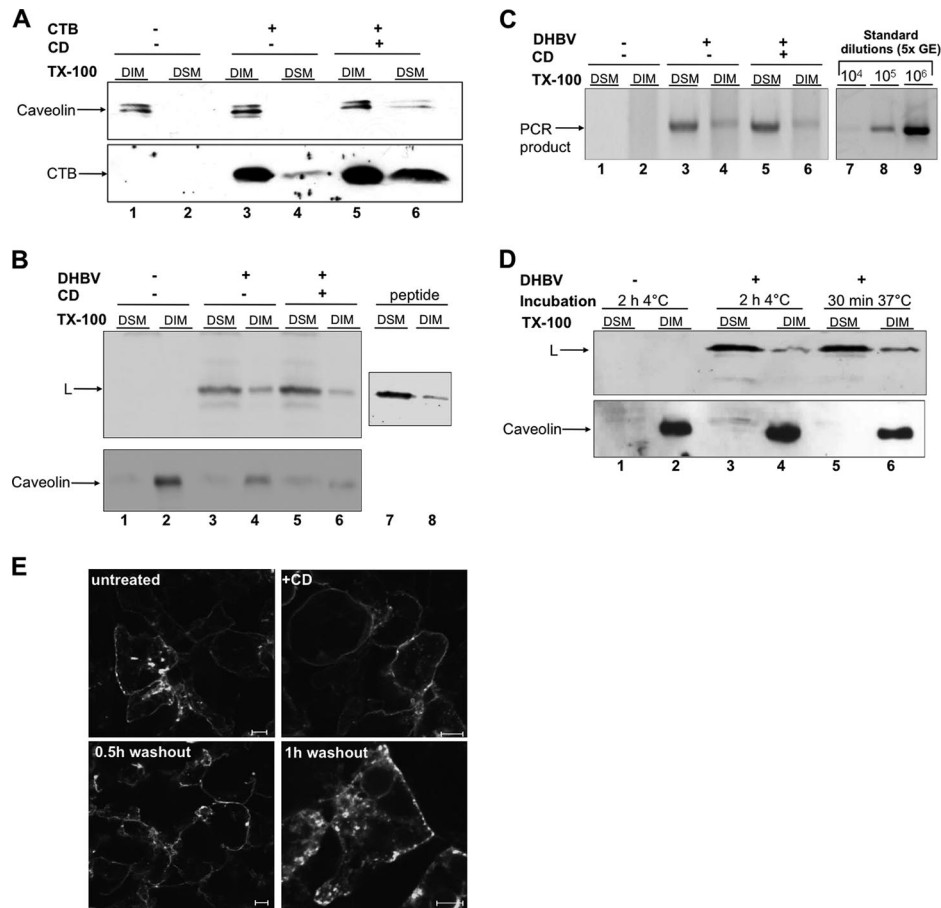 A
CTB - + +
CD - - +
TX-100 DIM DSM DIM DSM DIM DSM
Caveolin
CTB
1 2 3 4 5 6
B
DHBV - + +
CD - - + peptide
TX-100 DSM DIM DSM DIM DSM DIM DSM DIM
L
Caveolin
1 2 3 4 5 6 7 8
C
DHBV - + + Standard
CD - - + dilutions (5x GE)
TX-100 DSM DIM DSM DIM DSM DIM 10⁴ 10⁵ 10⁶
PCR
product
1 2 3 4 5 6 7 8 9
D
DHBV - + +
Incubation 2 h 4°C 2 h 4°C 30 min 37°C
TX-100 DSM DIM DSM DIM DSM DIM
L
Caveolin
1 2 3 4 5 6
E
untreated
+CD
0.5h washout
1h washout